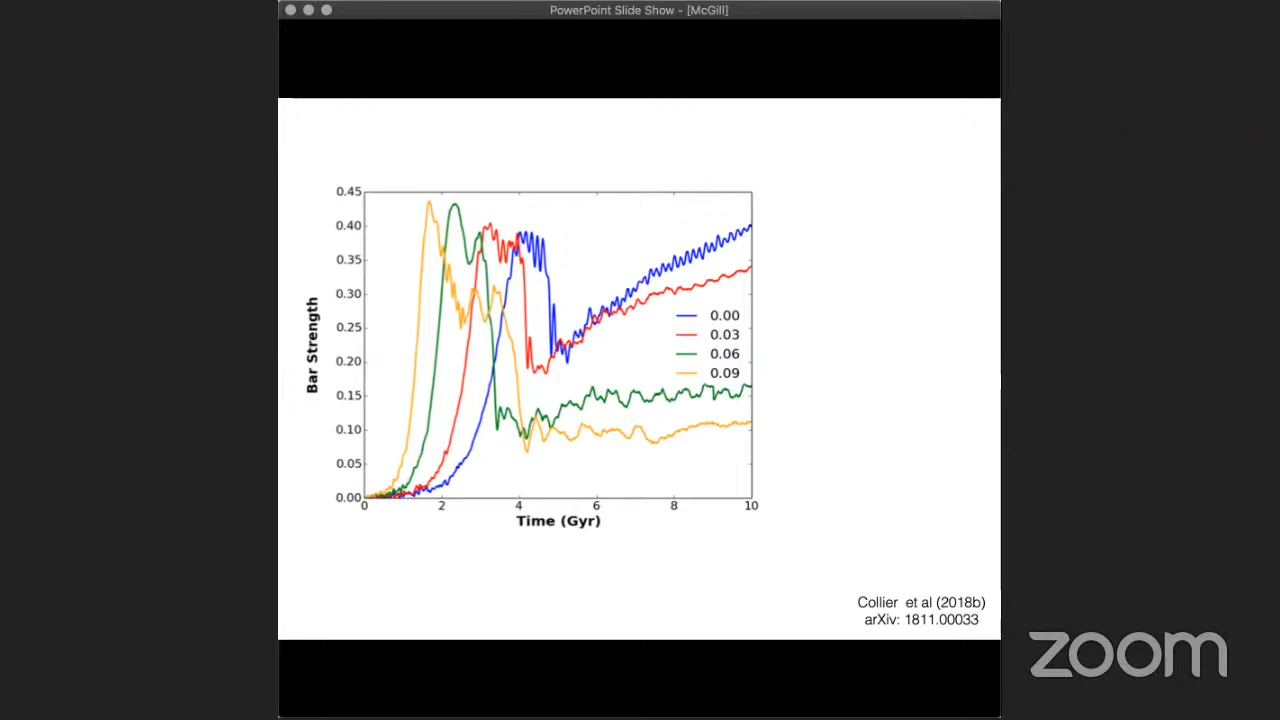 PowerPoint Slide Show - [McGill]
0.45
0.40
0.35
0.30
0.25
0.20
0.15
0.10
0.05
0.00
Bar Strength
0.00
0.03
0.06
0.09
0 2 4 6 8 10
Time (Gyr)
Collier et al (2018b)
arXiv: 1811.00033
zoom